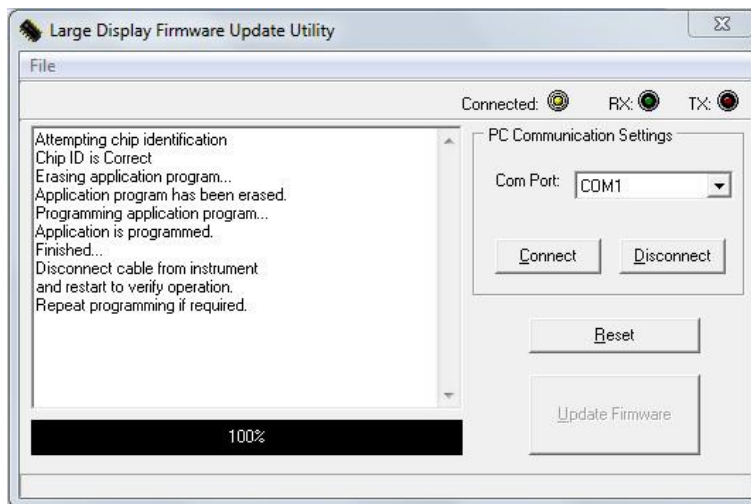 Large Display Firmware Update Utility
File
Connected: RX: TX:
Attempting chip identification
Chip ID is Correct
Erasing application program...
Application program has been erased.
Programming application program...
Application is programmed.
Finished...
Disconnect cable from instrument
and restart to verify operation.
Repeat programming if required.
100%
PC Communication Settings
Com Port: COM1
Connect Disconnect
Reset
Update Firmware